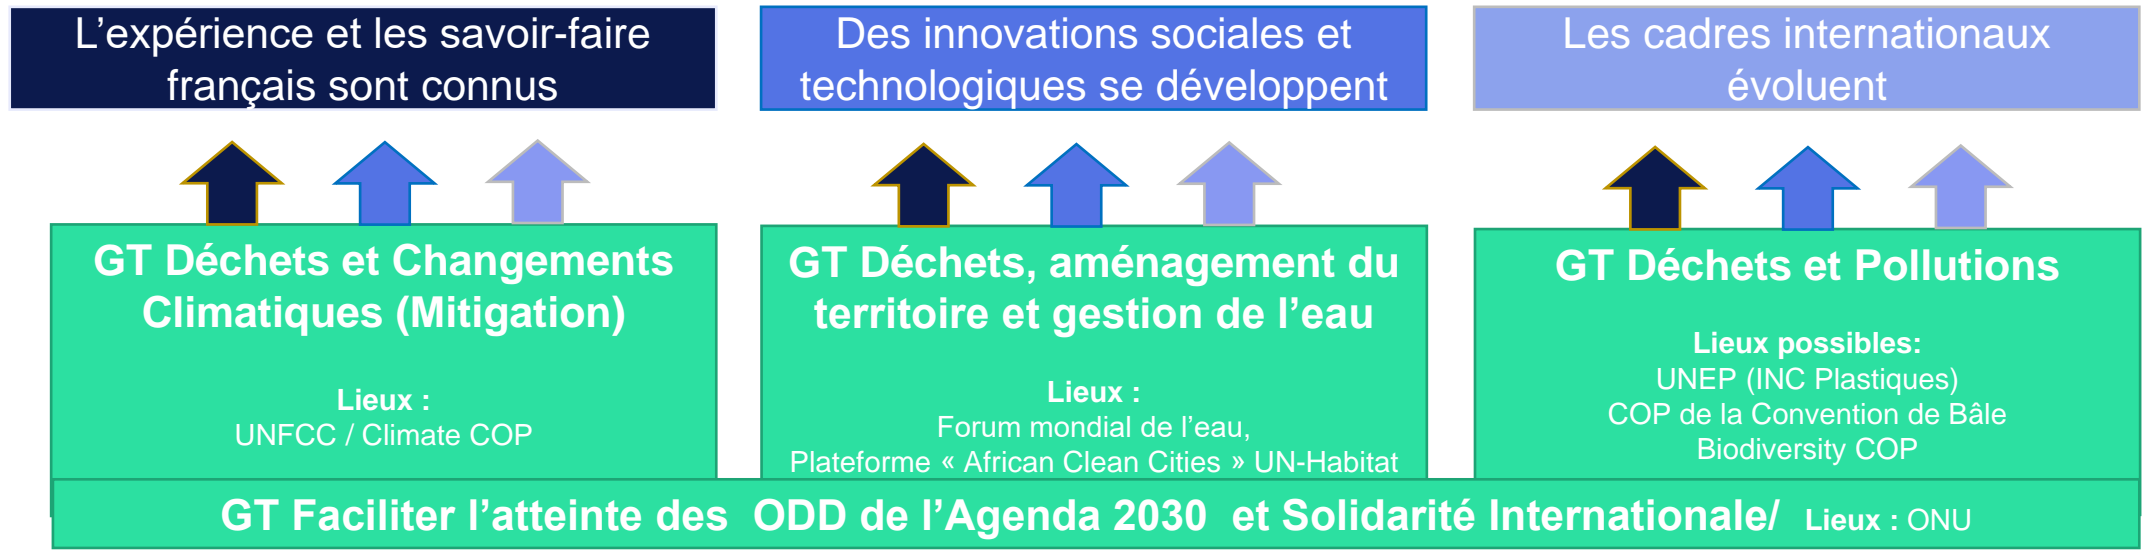 L’expérience et les savoir-faire
français sont connus
Des innovations sociales et
technologiques se développent
Les cadres internationaux
évoluent
GT Déchets et Changements
Climatiques (Mitigation)
Lieux :
UNFCC / Climate COP
GT Déchets, aménagement du
territoire et gestion de l’eau
Lieux :
Forum mondial de l’eau,
Plateforme « African Clean Cities » UN-Habitat
GT Déchets et Pollutions
Lieux possibles:
UNEP (INC Plastiques)
COP de la Convention de Bâle
Biodiversity COP
GT Faciliter l’atteinte des ODD de l’Agenda 2030 et Solidarité Internationale/ Lieux : ONU